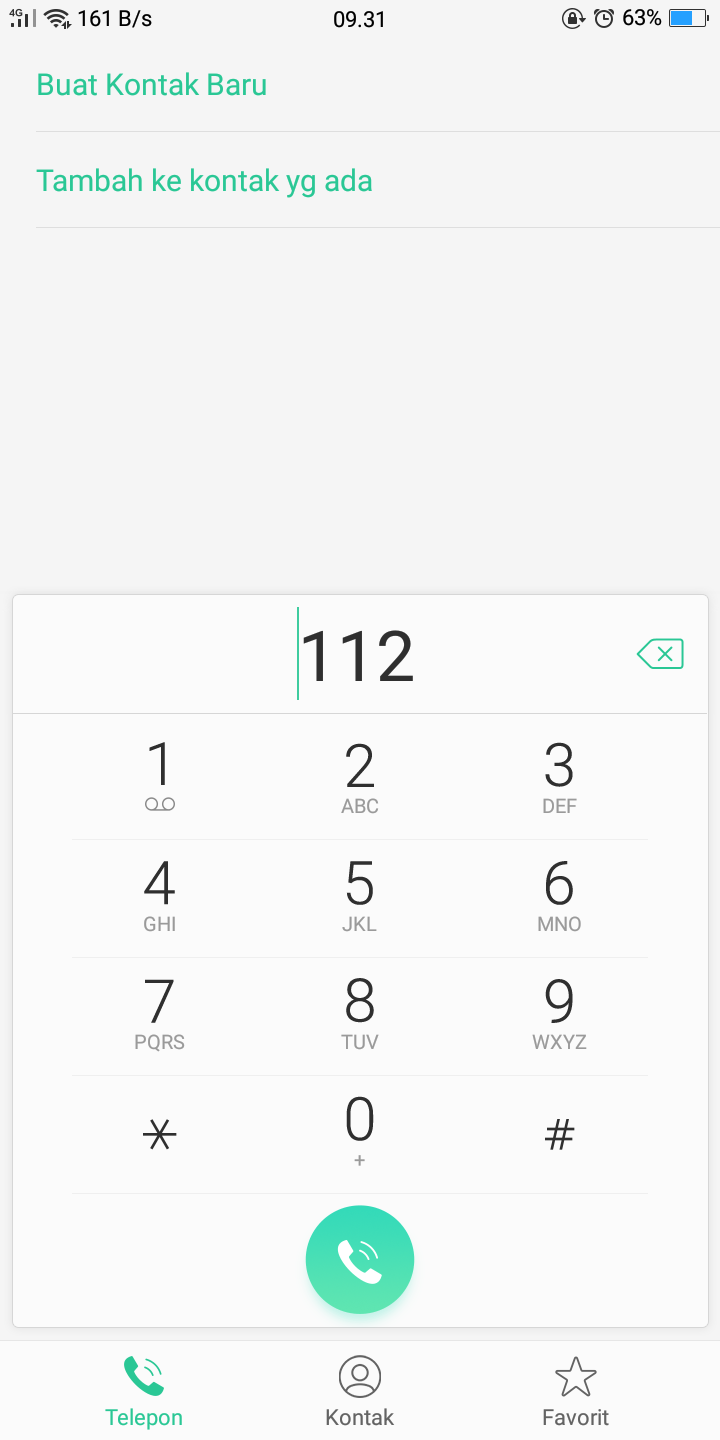 4G 161 B/s 09.31 63%
Buat Kontak Baru
Tambah ke kontak yg ada
112
1 2 3
ABC DEF
4 5 6
GHI JKL MNO
7 8 9
PQRS TUV WXYZ
* 0 #
+
Telepon Kontak Favorit